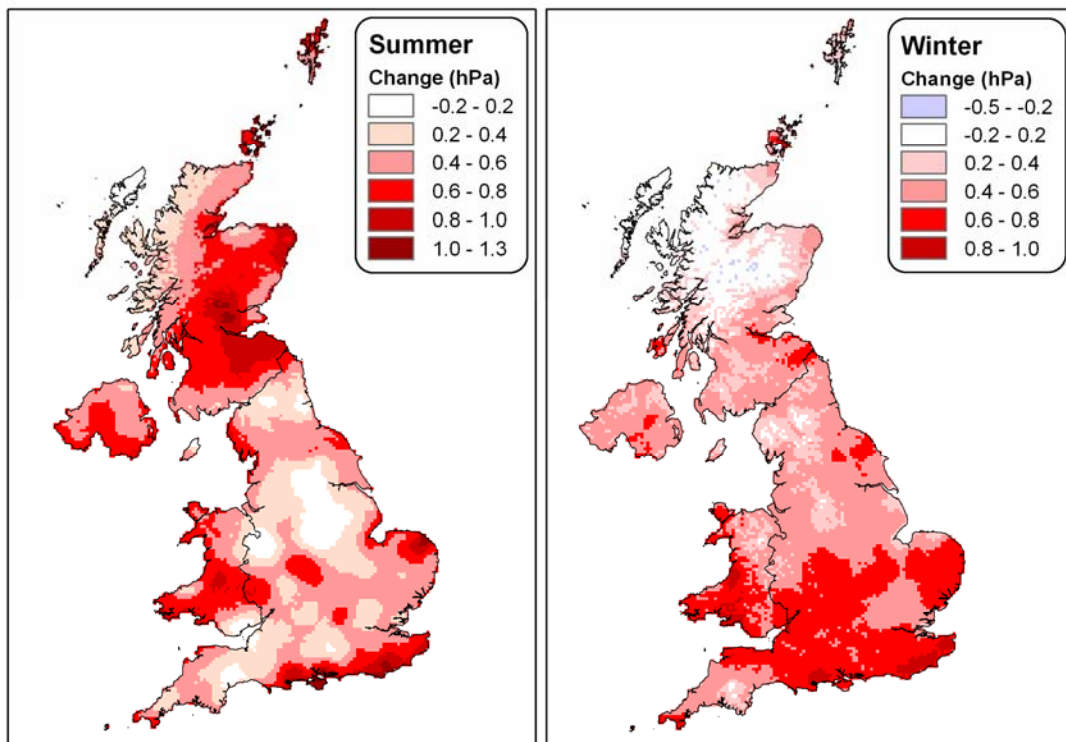 Summer
Change (hPa)
-0.2 - 0.2
0.2 - 0.4
0.4 - 0.6
0.6 - 0.8
0.8 - 1.0
1.0 - 1.3
Winter
Change (hPa)
-0.5 - -0.2
-0.2 - 0.2
0.2 - 0.4
0.4 - 0.6
0.6 - 0.8
0.8 - 1.0